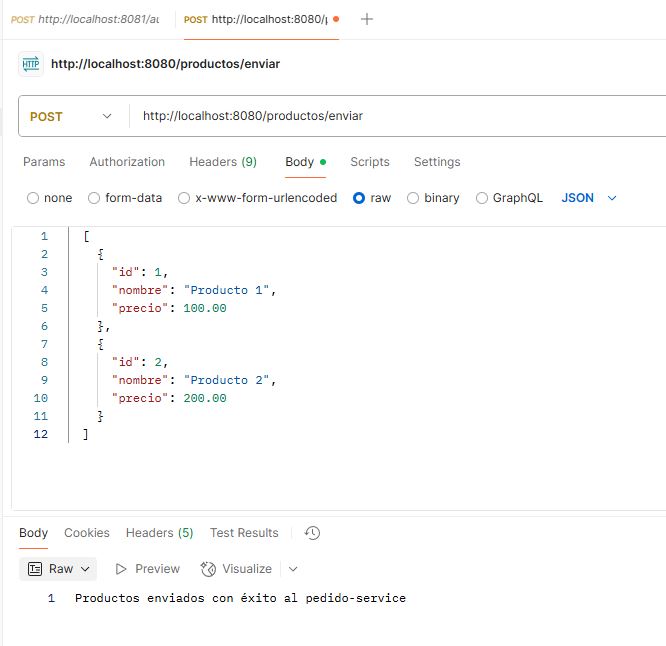 POST http://localhost:8081/au
POST http://localhost:8080/p
HTTP http://localhost:8080/productos/enviar
POST http://localhost:8080/productos/enviar
Params Authorization Headers (9) Body Scripts Settings
none form-data x-www-form-urlencoded raw binary GraphQL JSON
1 [
2 {
3 "id": 1,
4 "nombre": "Producto 1",
5 "precio": 100.00
6 },
7 {
8 "id": 2,
9 "nombre": "Producto 2",
10 "precio": 200.00
11 }
12 ]
Body Cookies Headers (5) Test Results
Raw Preview Visualize
1 Productos enviados con éxito al pedido-service